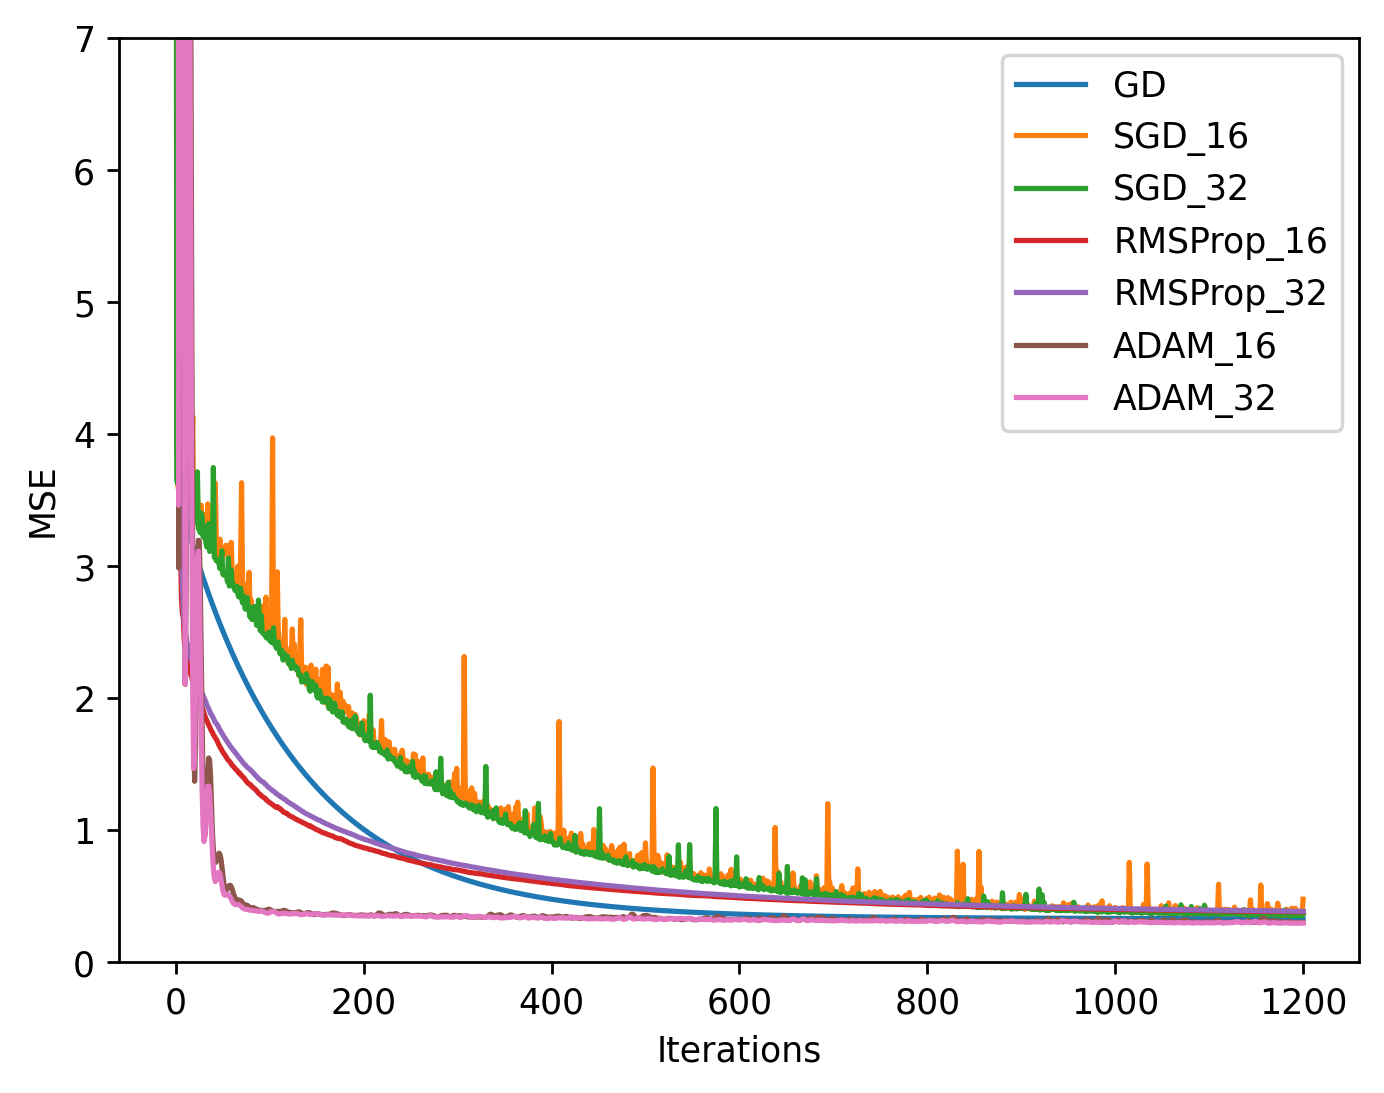 7
6
5
4
3
2
1
0
MSE
0
200
400
600
800
1000
1200
Iterations
GD
SGD_16
SGD_32
RMSProp_16
RMSProp_32
ADAM_16
ADAM_32